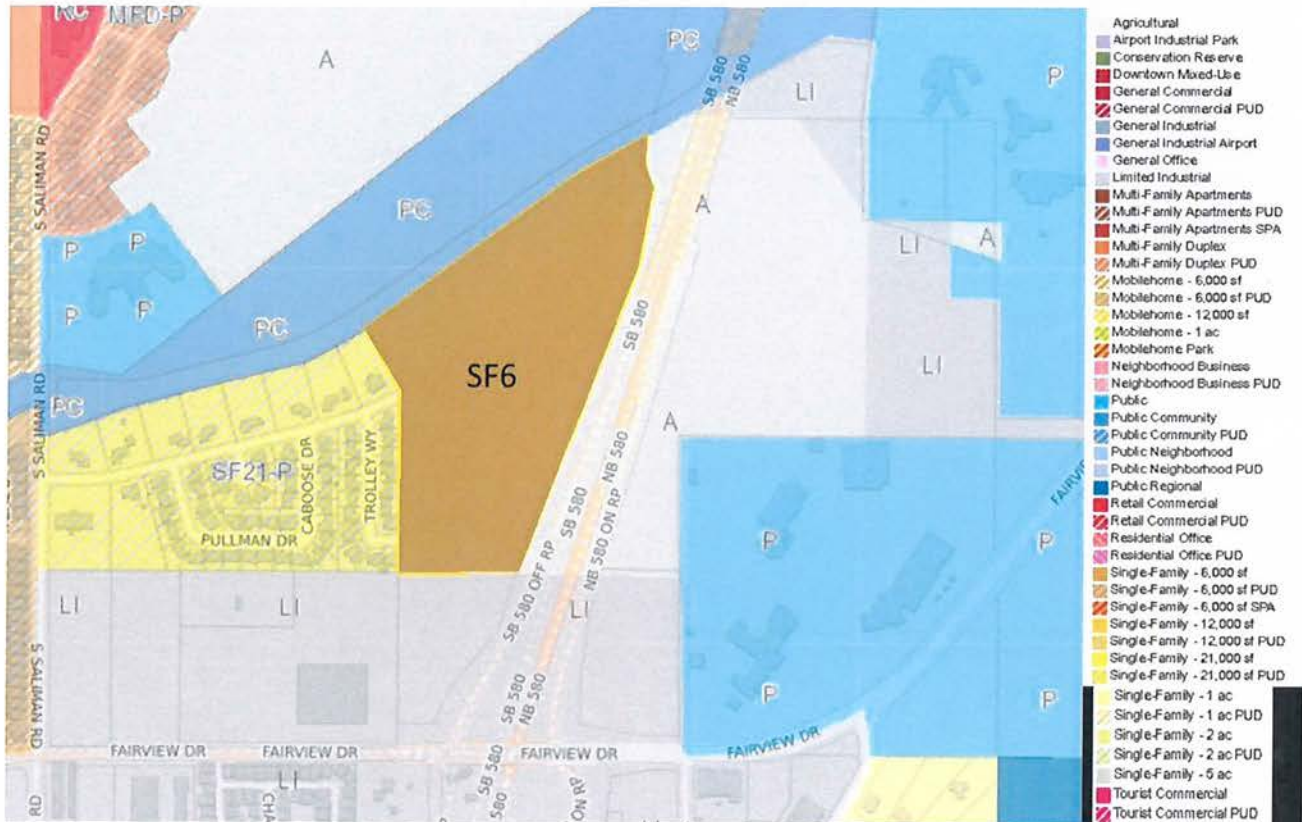 RC
MFD-P
A
PC
SB 580
NB 580
LI
P
S SALIMAN RD
P
P
P
P
PC
A
LI
A
PC
SB 580
SF6
LI
S SALIMAN RD
PC
A
NB 580
SF21-P
CABOOSE DR
TROLLEY WY
PULLMAN DR
SB 580
NB 580 ON RP
SB 580 OFF RP
P
P
LI
LI
LI
S SALIMAN RD
SB 580
NB 580
P
P
FAIRVIEW DR
FAIRVIEW DR
FAIRVIEW DR
FAIRVIEW DR
SB 580
LI
RD
580
ON RP
Agricultural
Airport Industrial Park
Conservation Reserve
Downtown Mixed-Use
General Commercial
General Commercial PUD
General Industrial
General Industrial Airport
General Office
Limited Industrial
Multi-Family Apartments
Multi-Family Apartments PUD
Multi-Family Apartments SPA
Multi-Family Duplex
Multi-Family Duplex PUD
Mobilehome - 6,000 sf
Mobilehome - 6,000 sf PUD
Mobilehome - 12,000 sf
Mobilehome - 1 ac
Mobilehome Park
Neighborhood Business
Neighborhood Business PUD
Public
Public Community
Public Community PUD
Public Neighborhood
Public Neighborhood PUD
Public Regional
Retail Commercial
Retail Commercial PUD
Residential Office
Residential Office PUD
Single-Family - 6,000 sf
Single-Family - 6,000 sf PUD
Single-Family - 6,000 sf SPA
Single-Family - 12,000 sf
Single-Family - 12,000 sf PUD
Single-Family - 21,000 sf
Single-Family - 21,000 sf PUD
Single-Family - 1 ac
Single-Family - 1 ac PUD
Single-Family - 2 ac
Single-Family - 2 ac PUD
Single-Family - 5 ac
Tourist Commercial
Tourist Commercial PUD